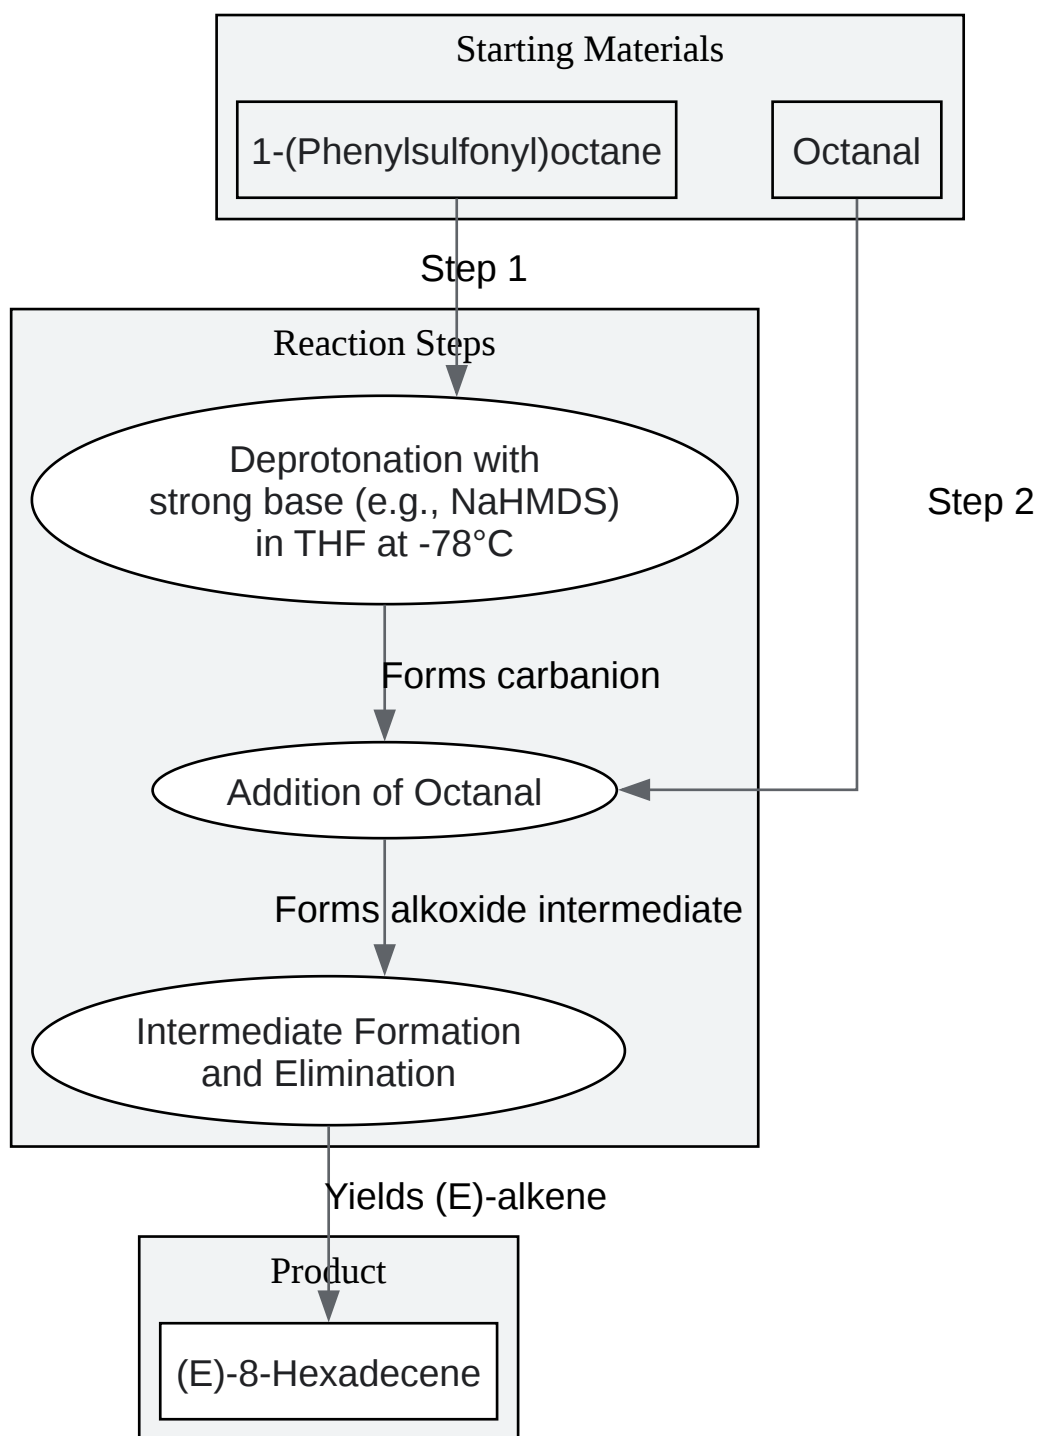 Starting Materials
1-(Phenylsulfonyl)octane
Octanal
Step 1
Reaction Steps
Deprotonation with
strong base (e.g., NaHMDS)
in THF at -78°C
Step 2
Forms carbanion
Addition of Octanal
Forms alkoxide intermediate
Intermediate Formation
and Elimination
Yields (E)-alkene
Product
(E)-8-Hexadecene